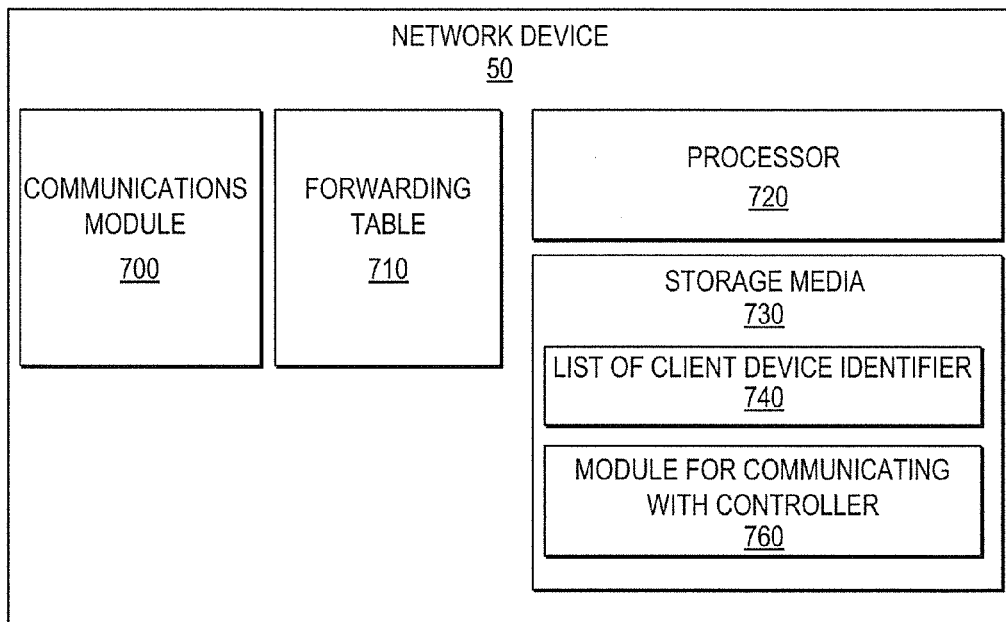 NETWORK DEVICE
50
COMMUNICATIONS
MODULE
700
FORWARDING
TABLE
710
PROCESSOR
720
STORAGE MEDIA
730
LIST OF CLIENT DEVICE IDENTIFIER
740
MODULE FOR COMMUNICATING
WITH CONTROLLER
760